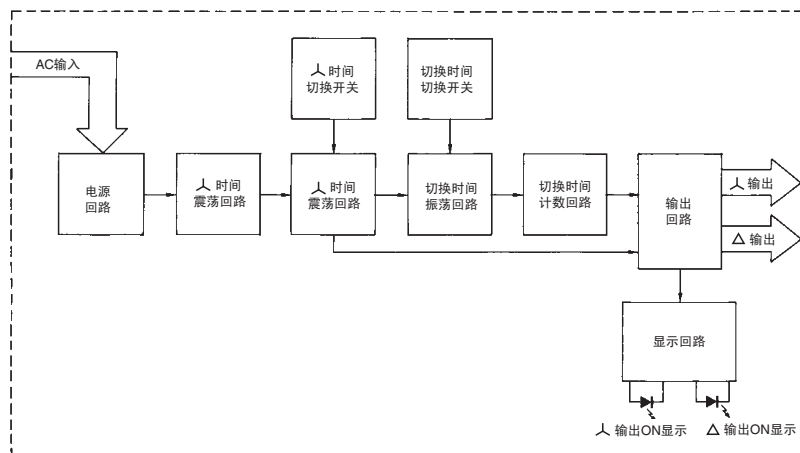 AC输入
人 时间
切换开关
切换时间
切换开关
电源
回路
人 时间
震荡回路
人 时间
震荡回路
切换时间
振荡回路
切换时间
计数回路
输出
回路
人 输出
△ 输出
显示回路
人 输出ON显示
△ 输出ON显示